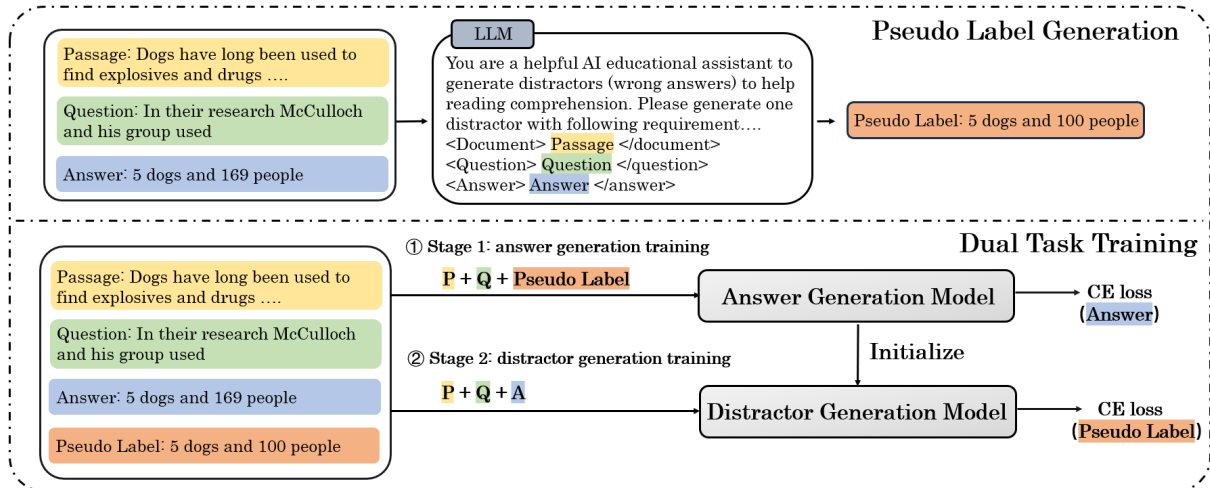 Pseudo Label Generation
Passage: Dogs have long been used to
find explosives and drugs ….
Question: In their research McCulloch
and his group used
Answer: 5 dogs and 169 people
LLM
You are a helpful AI educational assistant to
generate distractors (wrong answers) to help
reading comprehension. Please generate one
distractor with following requirement….
<Document> Passage </document>
<Question> Question </question>
<Answer> Answer </answer>
Pseudo Label: 5 dogs and 100 people
Dual Task Training
Passage: Dogs have long been used to
find explosives and drugs ….
Question: In their research McCulloch
and his group used
Answer: 5 dogs and 169 people
Pseudo Label: 5 dogs and 100 people
① Stage 1: answer generation training
P + Q + Pseudo Label
Answer Generation Model
CE loss
(Answer)
Initialize
② Stage 2: distractor generation training
P + Q + A
Distractor Generation Model
CE loss
(Pseudo Label)